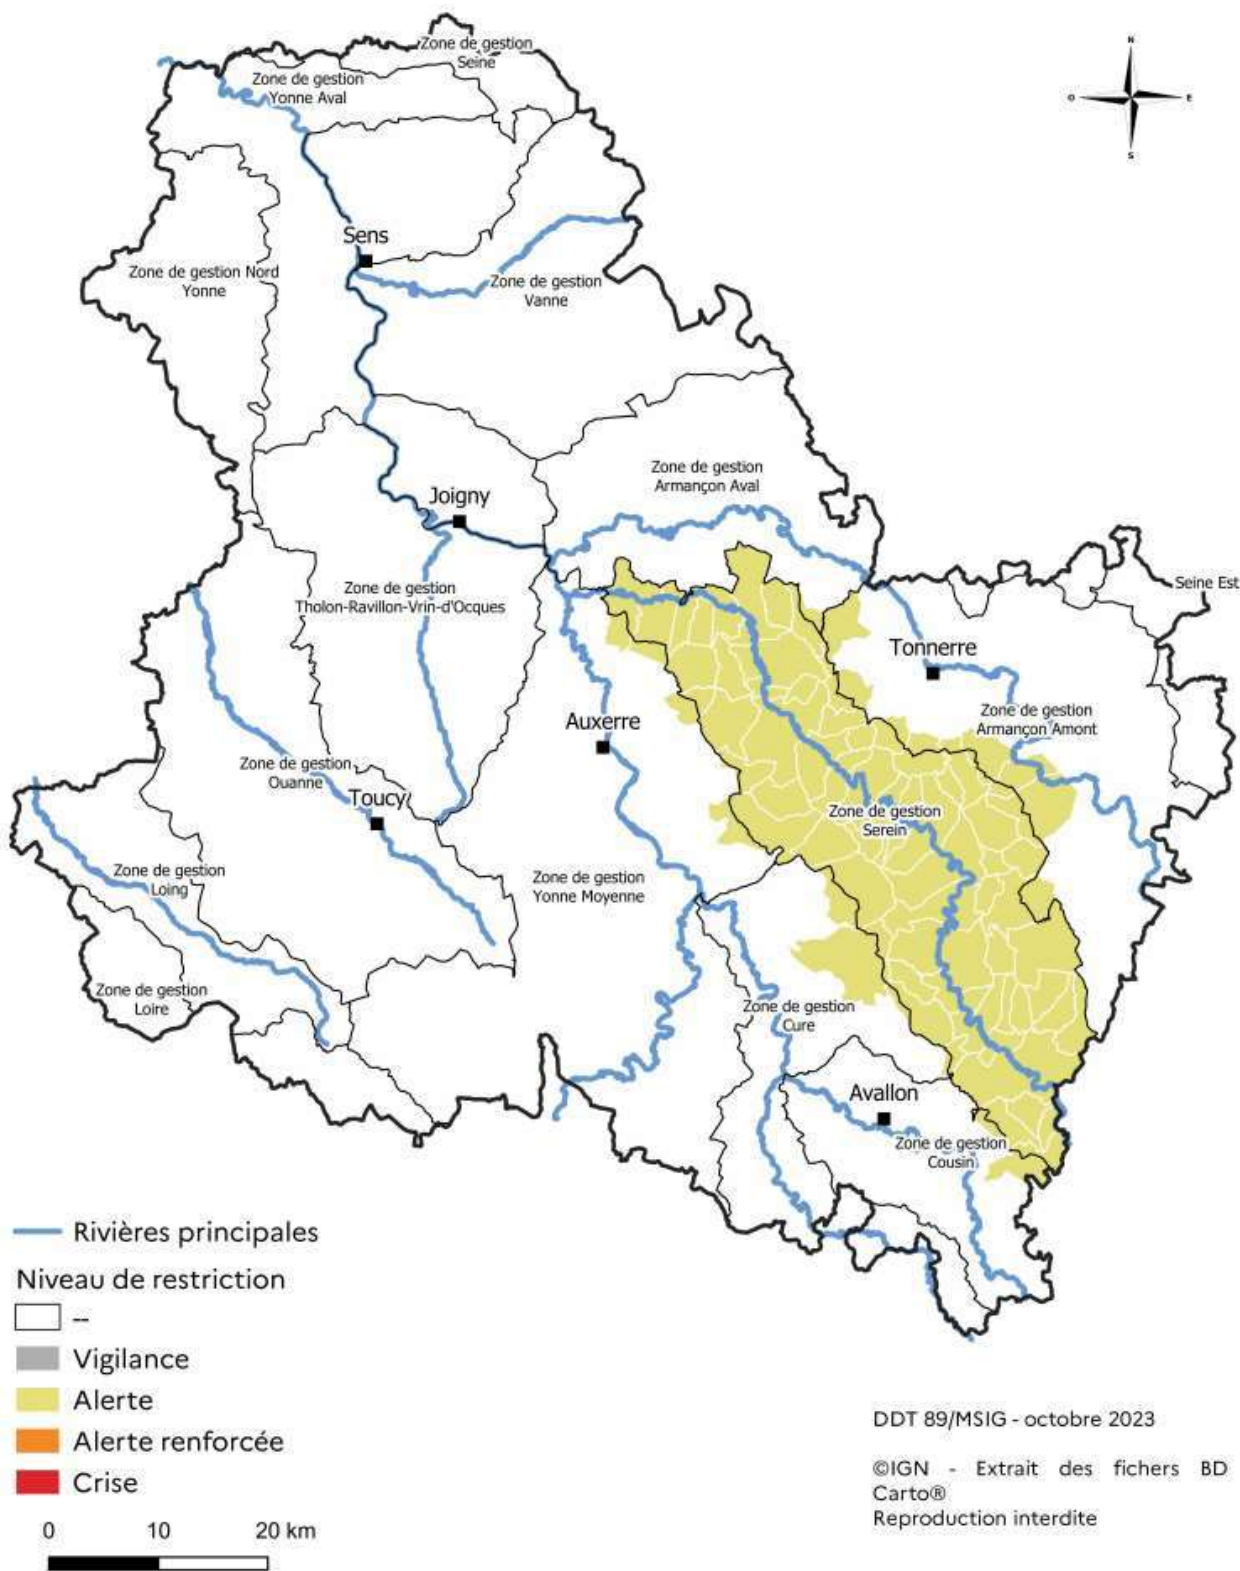 Zone de gestion
Seine
N
Zone de gestion
Yonne Aval
O
E
S
Sens
Zone de gestion Nord
Yonne
Zone de gestion
Vanne
Zone de gestion
Armançon Aval
Joigny
Zone de gestion
Tholon-Ravillon-Vrin-d'Ocques
Seine Est
Tonnerre
Zone de gestion
Armançon Amont
Auxerre
Zone de gestion
Ouanne
Toucy
Zone de gestion
Serein
Zone de gestion
Loing
Zone de gestion
Yonne Moyenne
Zone de gestion
Loire
Zone de gestion
Cure
Avallon
Zone de gestion
Cousin
Rivières principales
Niveau de restriction
--
Vigilance
Alerte
Alerte renforcée
Crise
0 10 20 km
DDT 89/MSIG - octobre 2023
©IGN - Extrait des fichers BD
Carto®
Reproduction interdite